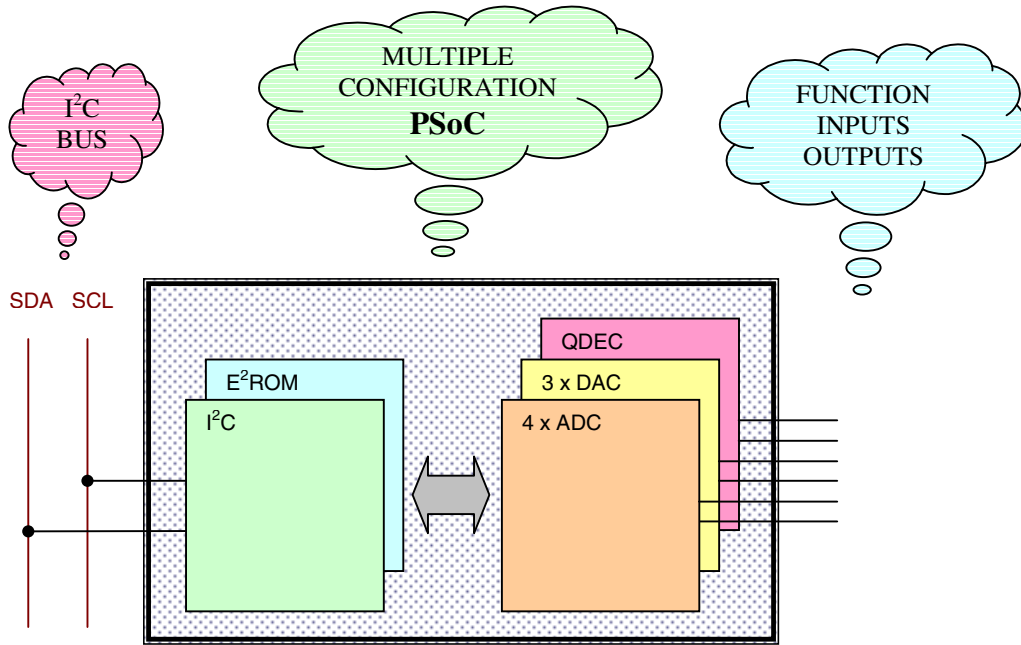 I²C
BUS
MULTIPLE
CONFIGURATION
PSoC
FUNCTION
INPUTS
OUTPUTS
SDA SCL
E²ROM
I²C
QDEC
3 x DAC
4 x ADC